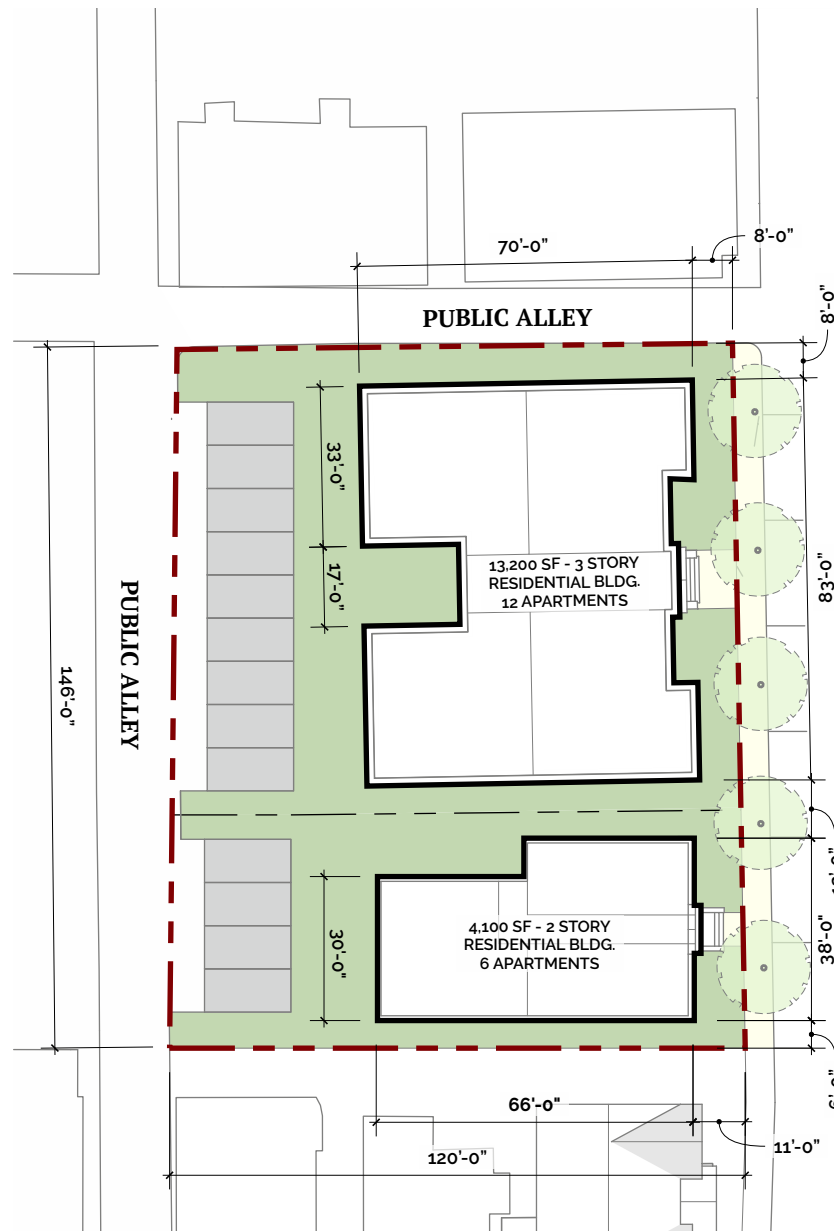 70'-0"
8'-0"
8'-0"
PUBLIC ALLEY
33'-0"
13,200 SF - 3 STORY
RESIDENTIAL BLDG.
12 APARTMENTS
17'-0"
83'-0"
PUBLIC ALLEY
146'-0"
4,100 SF - 2 STORY
RESIDENTIAL BLDG.
6 APARTMENTS
30'-0"
38'-0"
6'-0"
66'-0"
11'-0"
120'-0"